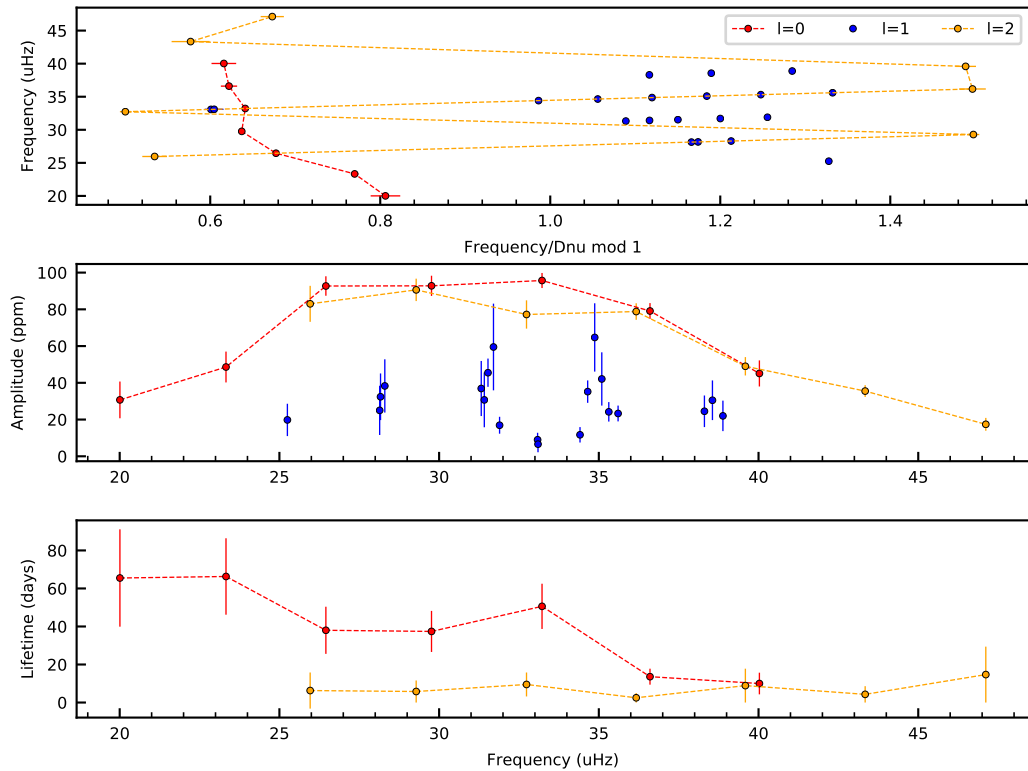 Frequency (uHz)
45
40
35
30
25
20
l=0 l=1 l=2
0.6 0.8 1.0 1.2 1.4
Frequency/Dnu mod 1
Amplitude (ppm)
100
80
60
40
20
0
20 25 30 35 40 45
Lifetime (days)
80
60
40
20
0
20 25 30 35 40 45
Frequency (uHz)